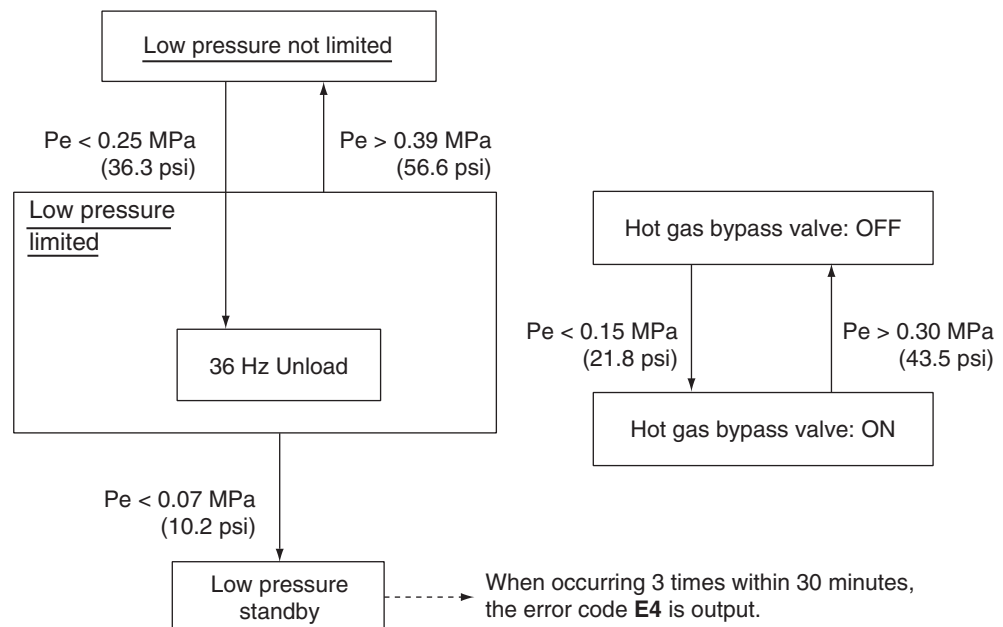 Low pressure not limited
Pe < 0.25 MPa
(36.3 psi)
Pe > 0.39 MPa
(56.6 psi)
Low pressure
limited
36 Hz Unload
Pe < 0.07 MPa
(10.2 psi)
Low pressure
standby
When occurring 3 times within 30 minutes,
the error code E4 is output.
Hot gas bypass valve: OFF
Pe < 0.15 MPa
(21.8 psi)
Pe > 0.30 MPa
(43.5 psi)
Hot gas bypass valve: ON